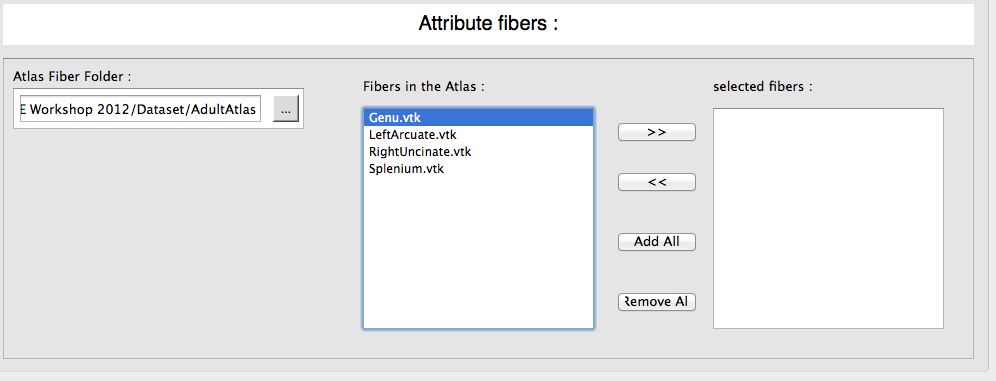 Attribute fibers :
Atlas Fiber Folder :
E Workshop 2012/Dataset/AdultAtlas
...
Fibers in the Atlas :
Genu.vtk
LeftArcuate.vtk
RightUncinate.vtk
Splenium.vtk
>>
<<
Add All
Remove Al
selected fibers :